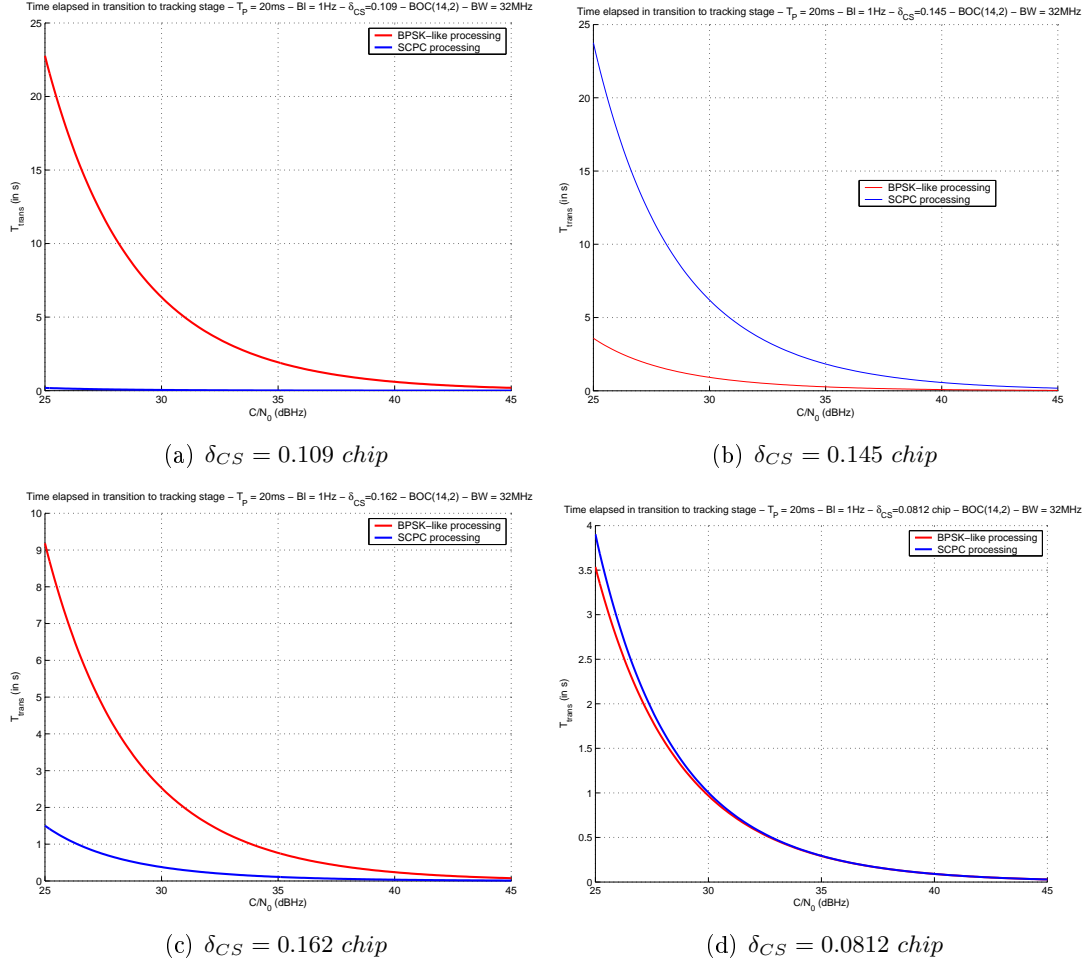 Time elapsed in transition to tracking stage – T_P = 20ms – Bl = 1Hz – δ_CS=0.109 – BOC(14,2) – BW = 32MHz
BPSK–like processing
SCPC processing
25
20
15
10
5
0
T_trans (in s)
25 30 35 40 45
C/N_0 (dBHz)
(a) δ_CS = 0.109 chip
Time elapsed in transition to tracking stage – T_P = 20ms – Bl = 1Hz – δ_CS=0.145 – BOC(14,2) – BW = 32MHz
BPSK–like processing
SCPC processing
25
20
15
10
5
0
T_trans (in s)
25 30 35 40 45
C/N_0 (dBHz)
(b) δ_CS = 0.145 chip
Time elapsed in transition to tracking stage – T_P = 20ms – Bl = 1Hz – δ_CS=0.162 – BOC(14,2) – BW = 32MHz
BPSK–like processing
SCPC processing
10
9
8
7
6
5
4
3
2
1
0
T_trans (in s)
25 30 35 40 45
C/N_0 (dBHz)
(c) δ_CS = 0.162 chip
Time elapsed in transition to tracking stage – T_P = 20ms – Bl = 1Hz – δ_CS=0.0812 chip – BOC(14,2) – BW = 32MHz
BPSK–like processing
SCPC processing
4
3.5
3
2.5
2
1.5
1
0.5
0
T_trans (in s)
25 30 35 40 45
C/N_0 (dBHz)
(d) δ_CS = 0.0812 chip